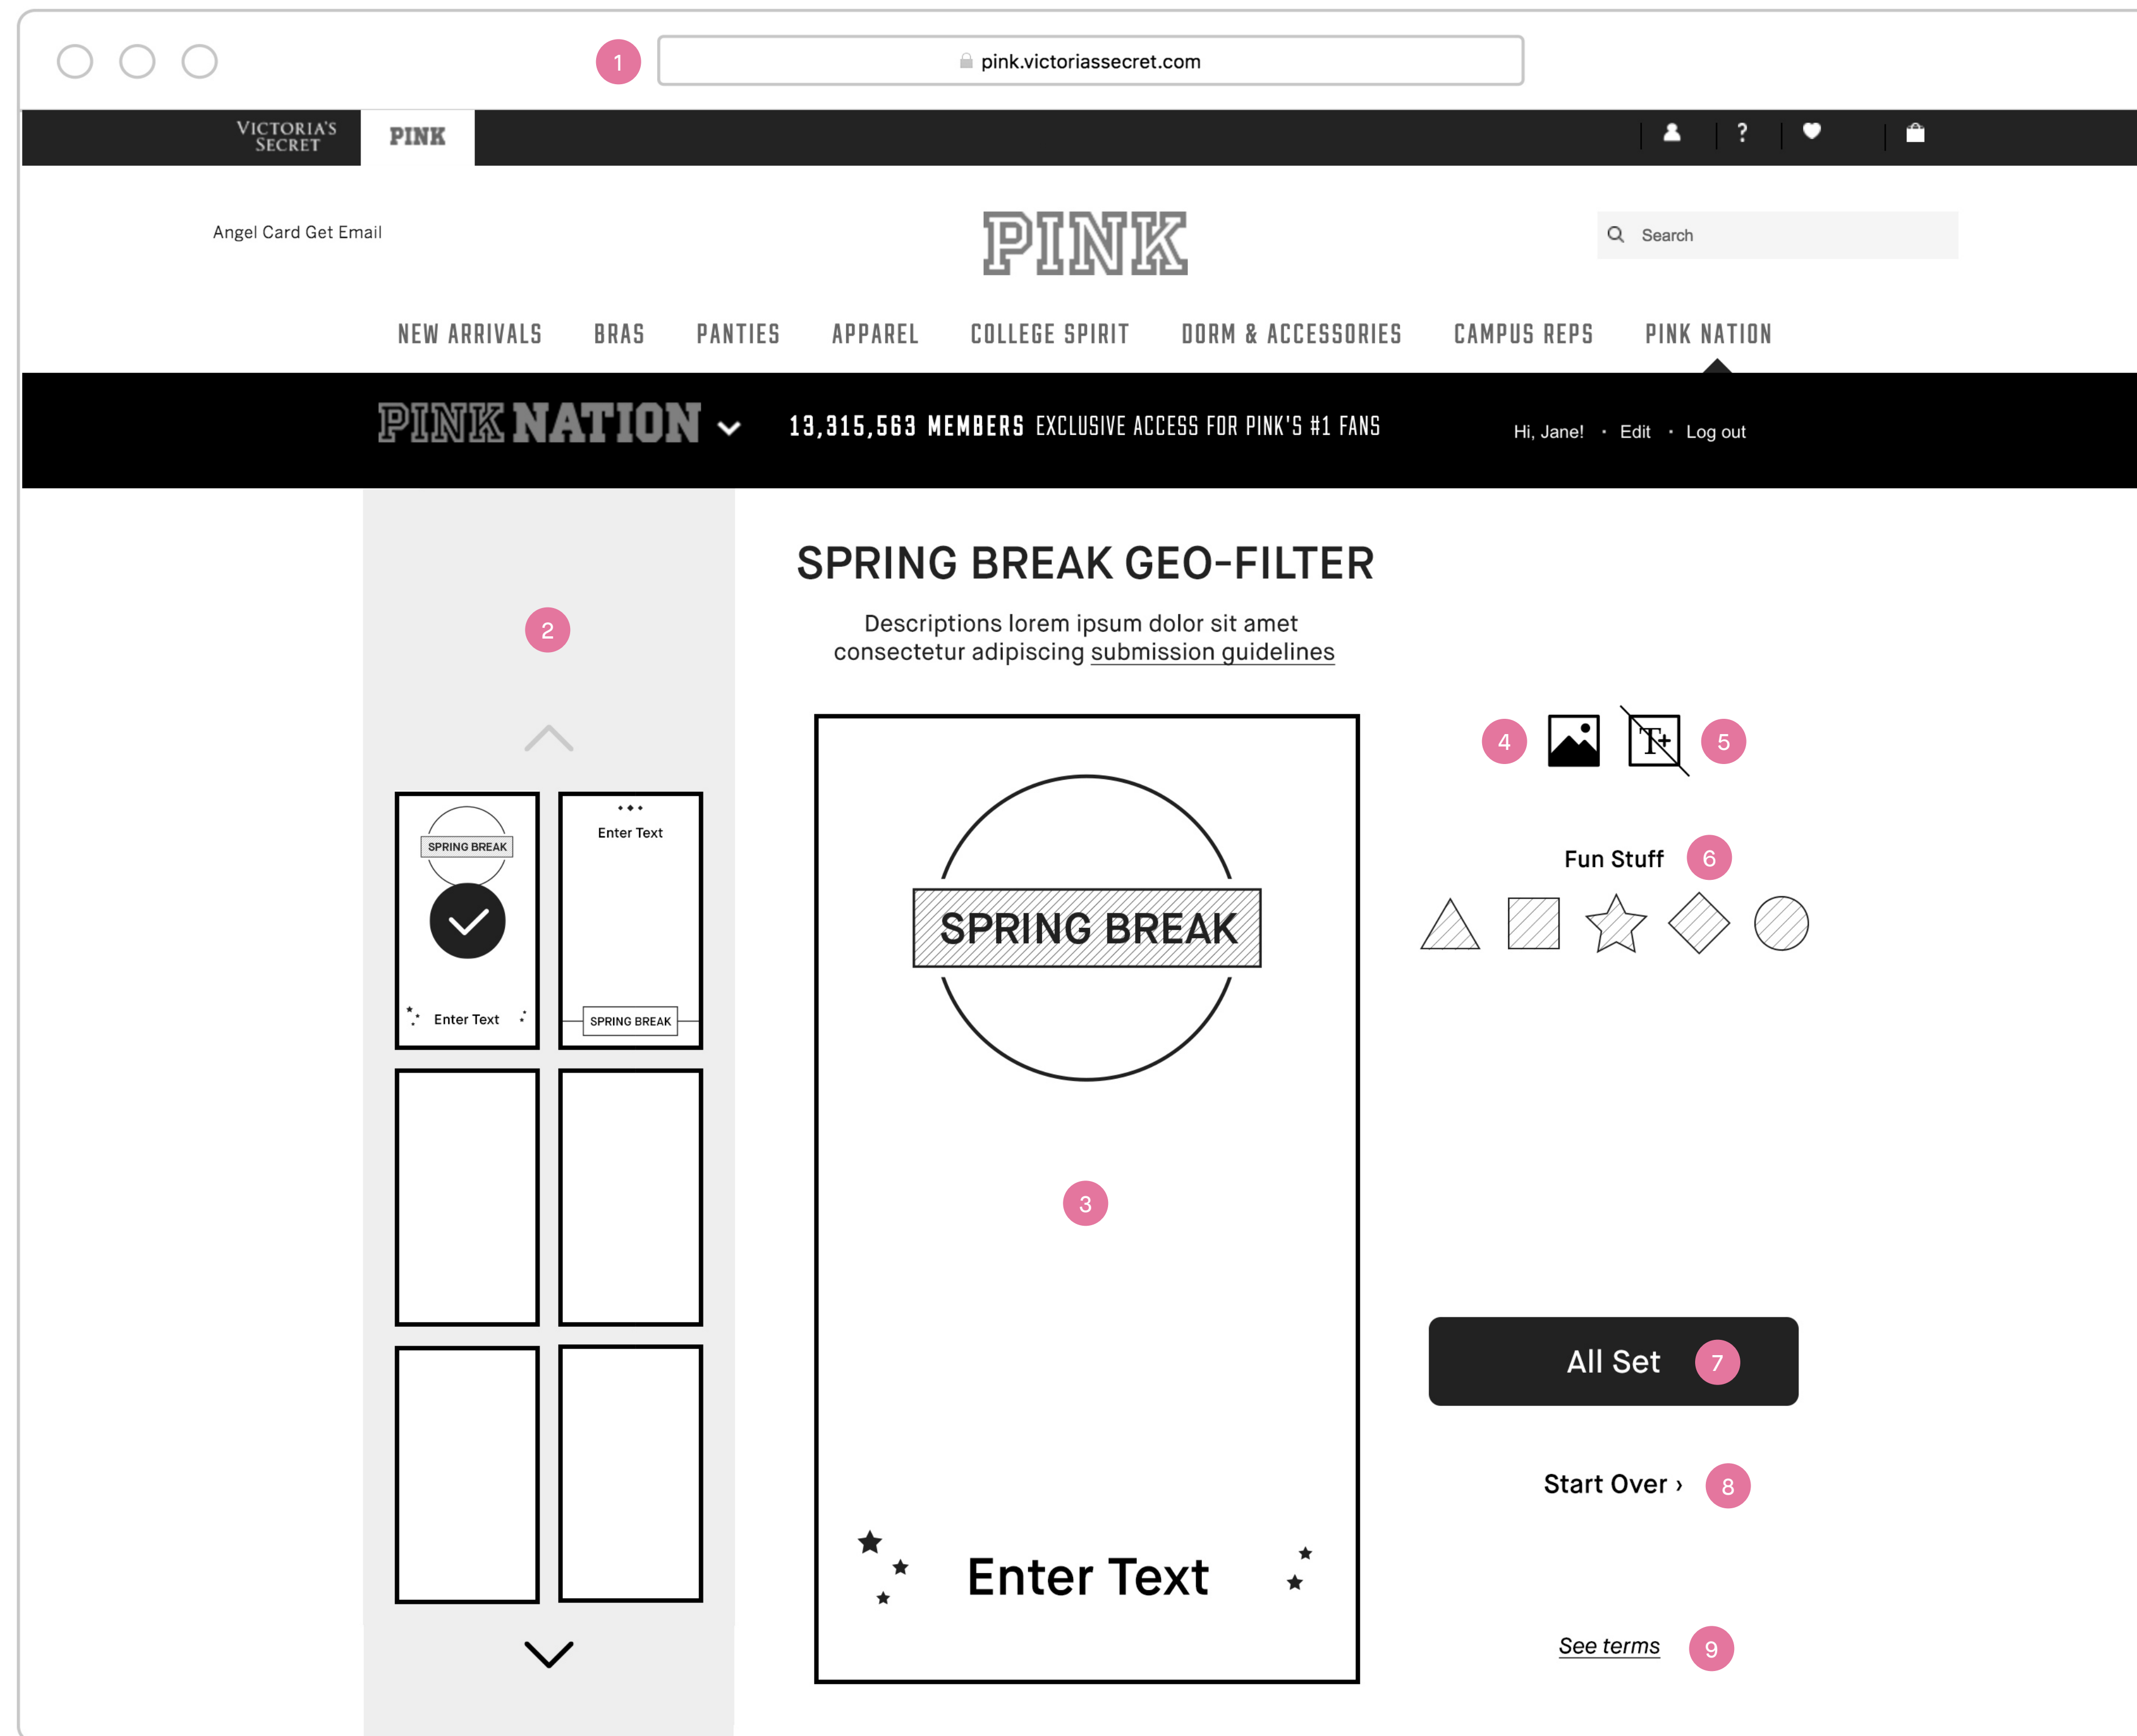 1
pink.victoriassecret.com
VICTORIA'S
SECRET
PINK
?
Angel Card Get Email
PINK
Search
NEW ARRIVALS BRAS PANTIES APPAREL COLLEGE SPIRIT DORM & ACCESSORIES CAMPUS REPS PINK NATION
PINK NATION
13,315,563 MEMBERS EXCLUSIVE ACCESS FOR PINK'S #1 FANS
Hi, Jane! · Edit · Log out
2
SPRING BREAK
Enter Text
Enter Text
SPRING BREAK
SPRING BREAK GEO-FILTER
Descriptions lorem ipsum dolor sit amet
consectetur adipiscing submission guidelines
SPRING BREAK
3
Enter Text
4
T+
5
Fun Stuff 6
All Set 7
Start Over › 8
See terms 9